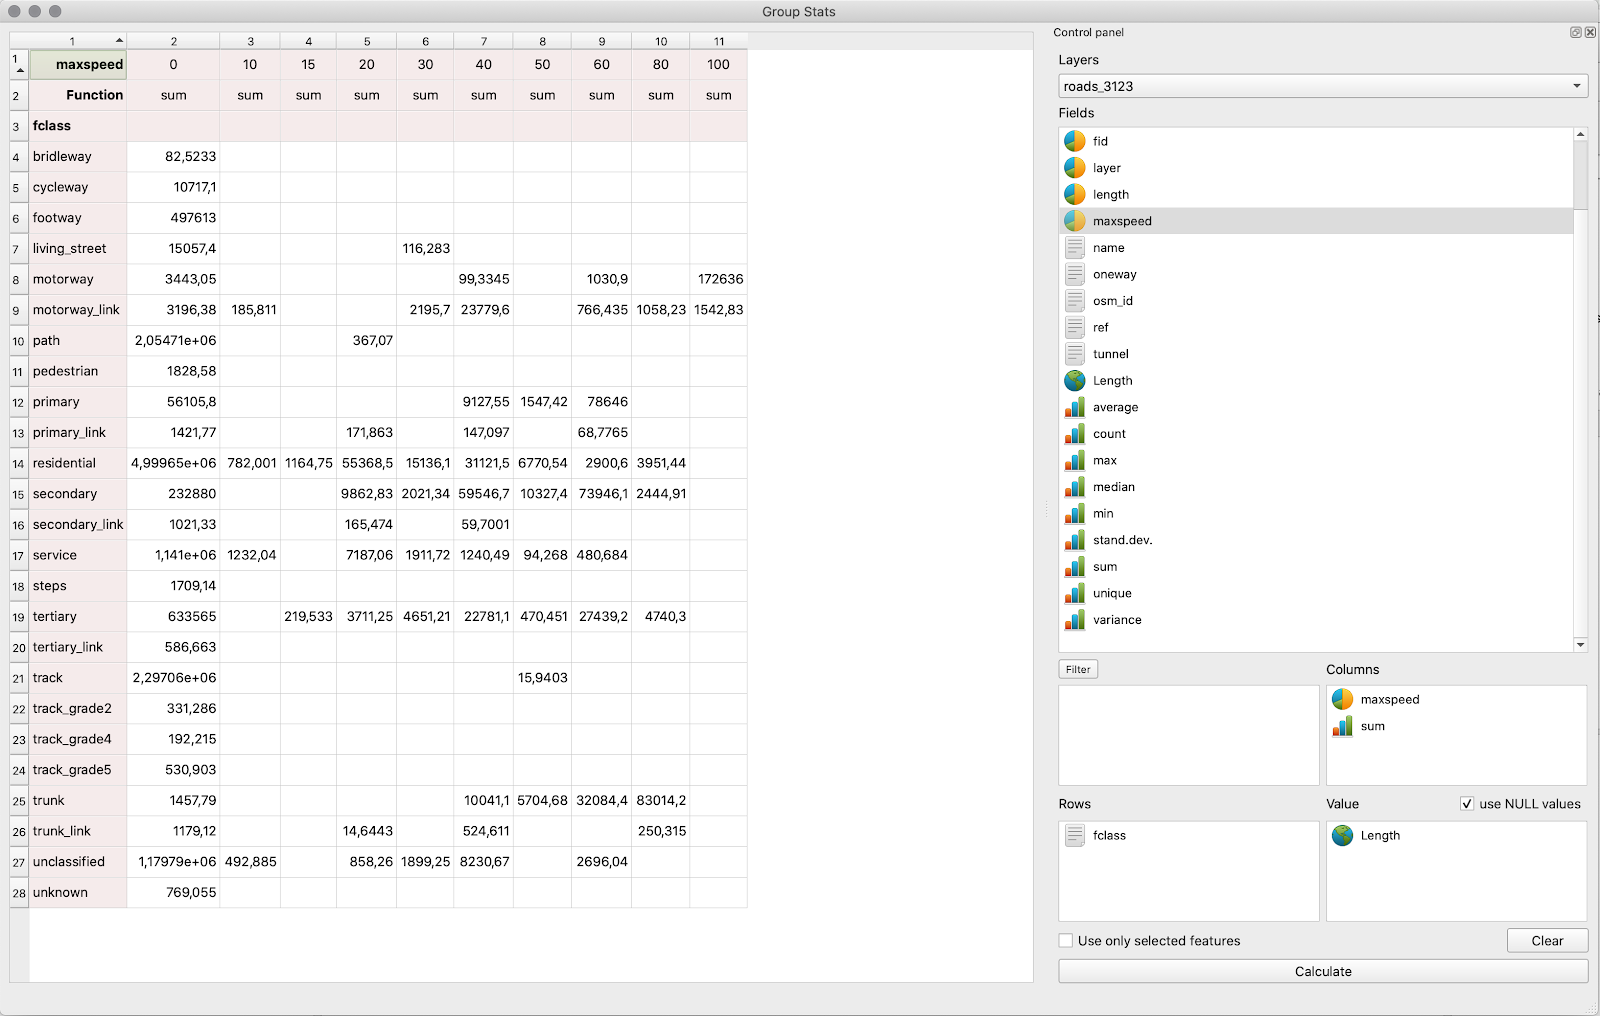 Group Stats
1 2 3 4 5 6 7 8 9 10 11
1 maxspeed 0 10 15 20 30 40 50 60 80 100
2 Function sum sum sum sum sum sum sum sum sum sum
3 fclass
4 bridleway 82,5233
5 cycleway 10717,1
6 footway 497613
7 living_street 15057,4 116,283
8 motorway 3443,05 99,3345 1030,9 172636
9 motorway_link 3196,38 185,811 2195,7 23779,6 766,435 1058,23 1542,83
10 path 2,05471e+06 367,07
11 pedestrian 1828,58
12 primary 56105,8 9127,55 1547,42 78646
13 primary_link 1421,77 171,863 147,097 68,7765
14 residential 4,99965e+06 782,001 1164,75 55368,5 15136,1 31121,5 6770,54 2900,6 3951,44
15 secondary 232880 9862,83 2021,34 59546,7 10327,4 73946,1 2444,91
16 secondary_link 1021,33 165,474 59,7001
17 service 1,141e+06 1232,04 7187,06 1911,72 1240,49 94,268 480,684
18 steps 1709,14
19 tertiary 633565 219,533 3711,25 4651,21 22781,1 470,451 27439,2 4740,3
20 tertiary_link 586,663
21 track 2,29706e+06 15,9403
22 track_grade2 331,286
23 track_grade4 192,215
24 track_grade5 530,903
25 trunk 1457,79 10041,1 5704,68 32084,4 83014,2
26 trunk_link 1179,12 14,6443 524,611 250,315
27 unclassified 1,17979e+06 492,885 858,26 1899,25 8230,67 2696,04
28 unknown 769,055
Control panel
Layers
roads_3123
Fields
fid
layer
length
maxspeed
name
oneway
osm_id
ref
tunnel
Length
average
count
max
median
min
stand.dev.
sum
unique
variance
Filter
Columns
maxspeed
sum
Rows
Value
use NULL values
fclass
Length
Use only selected features
Clear
Calculate